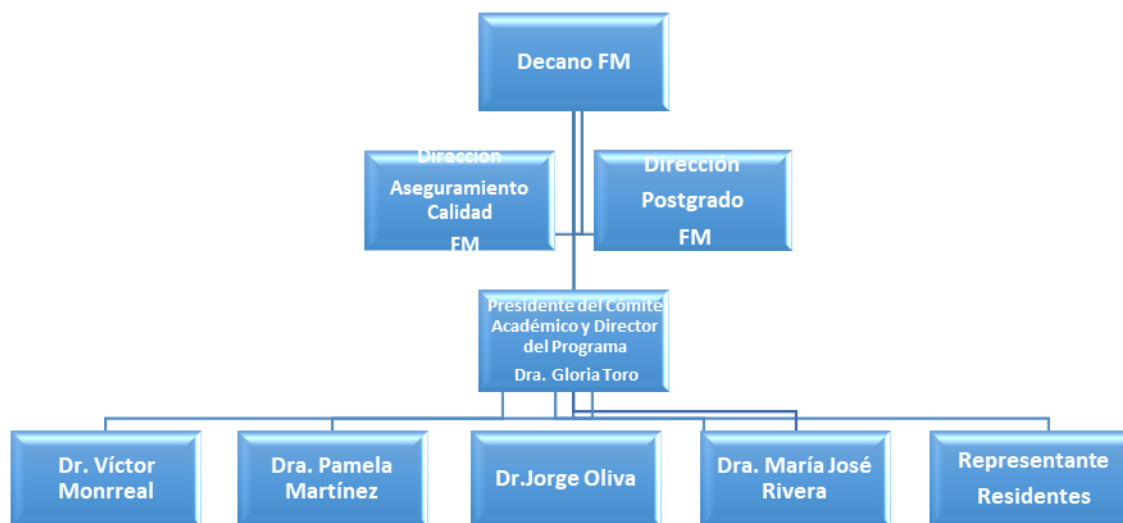 Decano FM
Dirección
Aseguramiento
Calidad
FM
Dirección
Postgrado
FM
Presidente del Cómite
Académico y Director
del Programa
Dra. Gloria Toro
Dr. Víctor
Monrreal
Dra. Pamela
Martínez
Dr.Jorge Oliva
Dra. María José
Rivera
Representante
Residentes